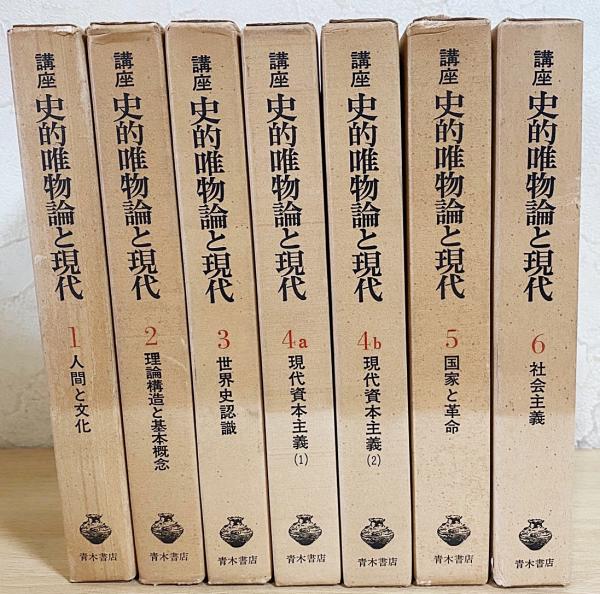 講座 史的唯物論と現代
1
人間と文化
青木書店
講座 史的唯物論と現代
2
理論構造と基本概念
青木書店
講座 史的唯物論と現代
3
世界史認識
青木書店
講座 史的唯物論と現代
4a
現代資本主義(1)
青木書店
講座 史的唯物論と現代
4b
現代資本主義(2)
青木書店
講座 史的唯物論と現代
5
国家と革命
青木書店
講座 史的唯物論と現代
6
社会主義
青木書店